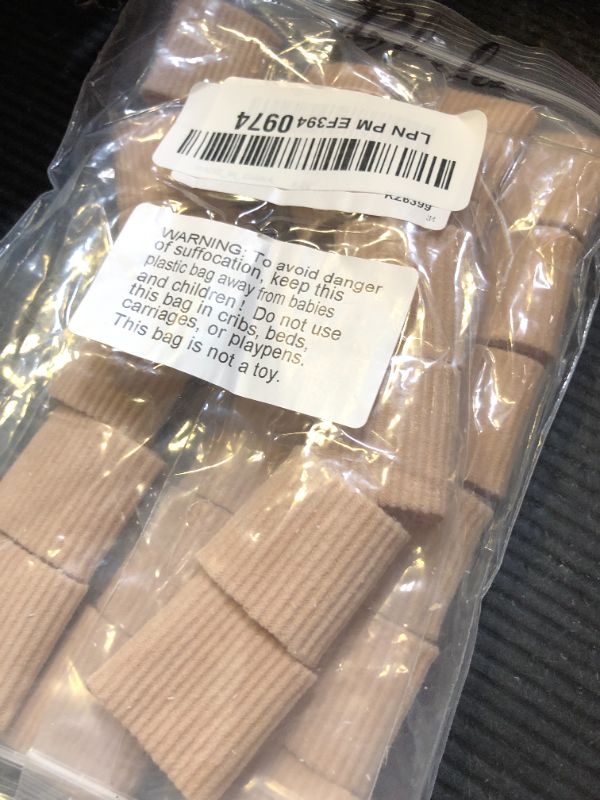 LPN PM EF394 0974
KZ6399
WARNING: To avoid danger
of suffocation, keep this
plastic bag away from babies
and children! Do not use
this bag in cribs, beds,
carriages, or playpens.
This bag is not a toy.